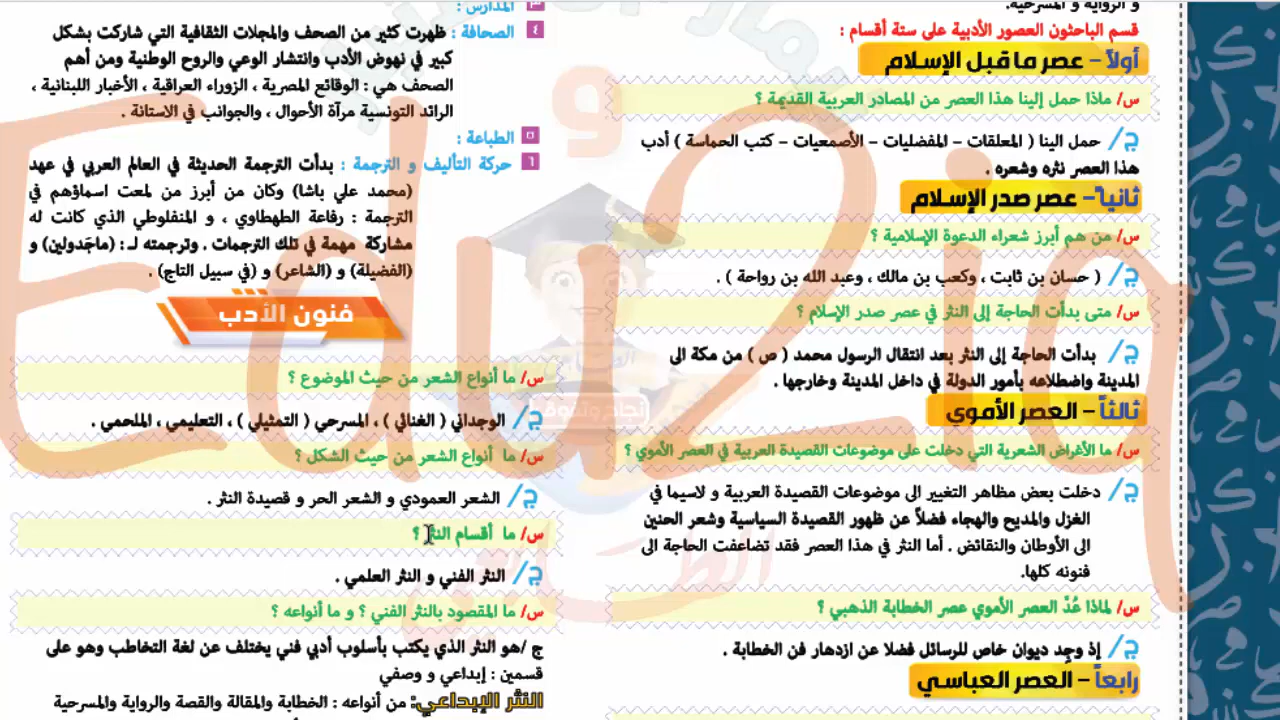 و الرواية و المسرحية.
قسم الباحثون العصور الأدبية على ستة أقسام :
أولاً – عصر ما قبل الإسلام
س/ ماذا حمل إلينا هذا العصر من المصادر العربية القديمة ؟
ج/ حمل الينا ( المعلقات – المفضليات – الأصمعيات – كتب الحماسة ) أدب
هذا العصر نثره وشعره .
ثانياً – عصر صدر الإسلام
س/ من هم أبرز شعراء الدعوة الإسلامية ؟
ج/ ( حسان بن ثابت ، وكعب بن مالك ، وعبد الله بن رواحة ) .
س/ متى بدأت الحاجة إلى النثر في عصر صدر الإسلام ؟
ج/ بدأت الحاجة إلى النثر بعد انتقال الرسول محمد ( ص ) من مكة الى
المدينة واضطلاعه بأمور الدولة في داخل المدينة وخارجها .
ثالثاً – العصر الأموي
س/ ما الأغراض الشعرية التي دخلت على موضوعات القصيدة العربية في العصر الأموي ؟
ج/ دخلت بعض مظاهر التغيير الى موضوعات القصيدة العربية و لاسيما في
الغزل والمديح والهجاء فضلاً عن ظهور القصيدة السياسية وشعر الحنين
الى الأوطان والنقائض . أما النثر في هذا العصر فقد تضاعفت الحاجة الى
فنونه كلها.
س/ لماذا عُدّ العصر الأموي عصر الخطابة الذهبي ؟
ج/ إذ وجِد ديوان خاص للرسائل فضلا عن ازدهار فن الخطابة .
رابعاً – العصر العباسي
٣ المدارس :
٤ الصحافة : ظهرت كثير من الصحف والمجلات الثقافية التي شاركت بشكل
كبير في نهوض الأدب وانتشار الوعي والروح الوطنية ومن أهم
الصحف هي : الوقائع المصرية ، الزوراء العراقية ، الأخبار اللبنانية ،
الرائد التونسية مرآة الأحوال ، والجوانب في الاستانة .
٥ الطباعة :
٦ حركة التأليف و الترجمة : بدأت الترجمة الحديثة في العالم العربي في عهد
(محمد علي باشا) وكان من أبرز من لمعت اسماؤهم في
الترجمة : رفاعة الطهطاوي ، و المنفلوطي الذي كانت له
مشاركة مهمة في تلك الترجمات . وترجمته لـ : (ماجَدولين) و
(الفضيلة) و (الشاعر) و (في سبيل التاج) .
فنون الأدب
س/ ما أنواع الشعر من حيث الموضوع ؟
ج/ الوجداني ( الغنائي ) ، المسرحي ( التمثيلي ) ، التعليمي ، الملحمي .
س/ ما أنواع الشعر من حيث الشكل ؟
ج/ الشعر العمودي و الشعر الحر و قصيدة النثر .
س/ ما أقسام النثر ؟
ج/ النثر الفني و النثر العلمي .
س/ ما المقصود بالنثر الفني ؟ و ما أنواعه ؟
ج /هو النثر الذي يكتب بأسلوب أدبي فني يختلف عن لغة التخاطب وهو على
قسمين : إبداعي و وصفي
النثر الإبداعي: من أنواعه : الخطابة والمقالة والقصة والرواية والمسرحية
Edu2iq
نجاح وتفوق